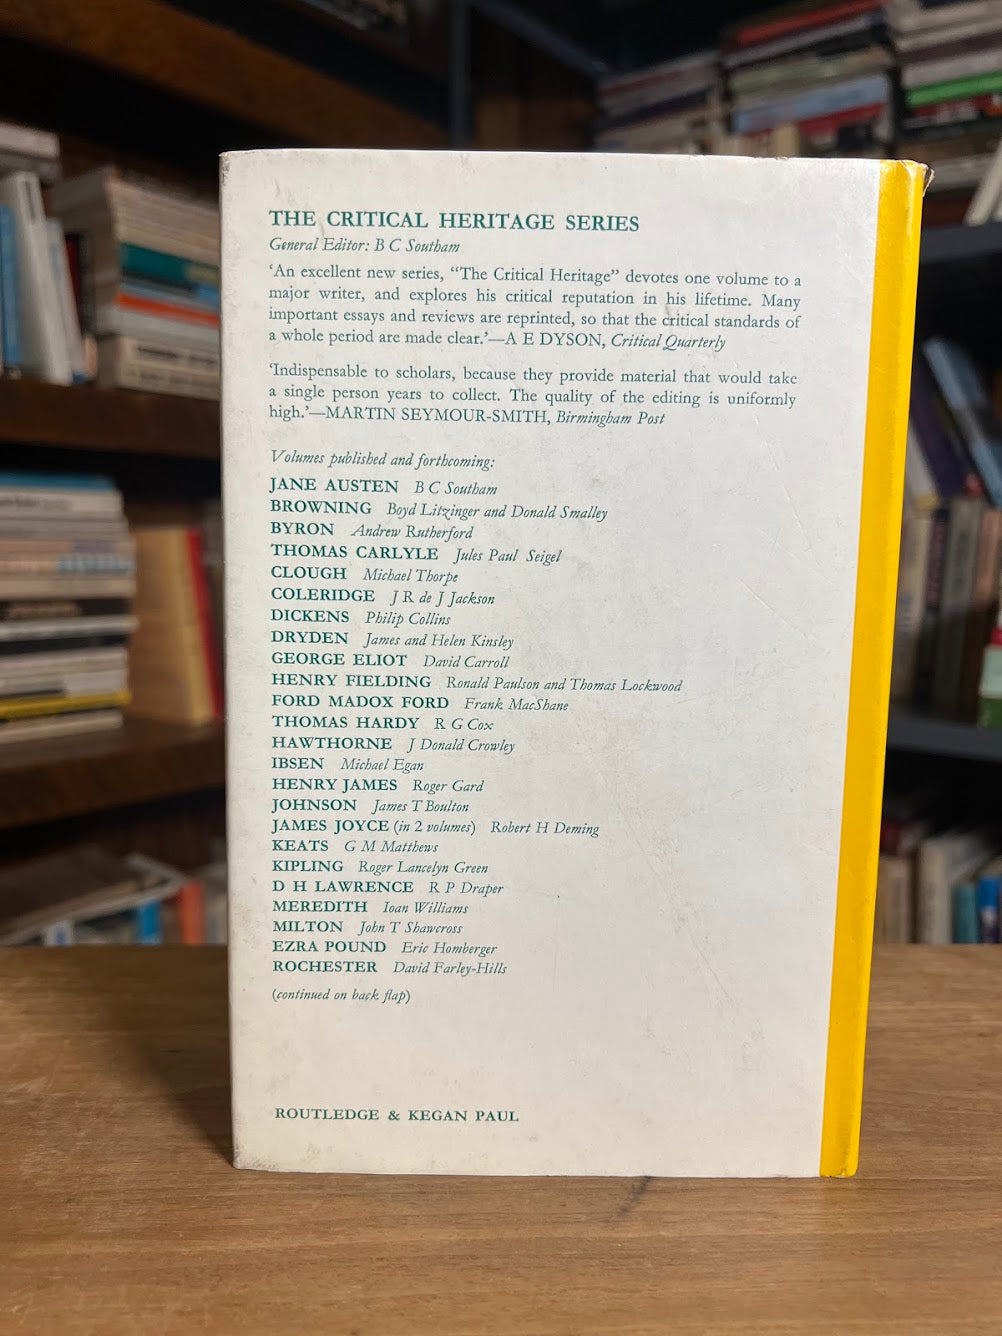 THE CRITICAL HERITAGE SERIES
General Editor: B C Southam
‘An excellent new series, “The Critical Heritage” devotes one volume to a
major writer, and explores his critical reputation in his lifetime. Many
important essays and reviews are reprinted, so that the critical standards of
a whole period are made clear.’—A E DYSON, Critical Quarterly
‘Indispensable to scholars, because they provide material that would take
a single person years to collect. The quality of the editing is uniformly
high.’—MARTIN SEYMOUR-SMITH, Birmingham Post
Volumes published and forthcoming:
JANE AUSTEN B C Southam
BROWNING Boyd Litzinger and Donald Smalley
BYRON Andrew Rutherford
THOMAS CARLYLE Jules Paul Seigel
CLOUGH Michael Thorpe
COLERIDGE J R de J Jackson
DICKENS Philip Collins
DRYDEN James and Helen Kinsley
GEORGE ELIOT David Carroll
HENRY FIELDING Ronald Paulson and Thomas Lockwood
FORD MADOX FORD Frank MacShane
THOMAS HARDY R G Cox
HAWTHORNE J Donald Crowley
IBSEN Michael Egan
HENRY JAMES Roger Gard
JOHNSON James T Boulton
JAMES JOYCE (in 2 volumes) Robert H Deming
KEATS G M Matthews
KIPLING Roger Lancelyn Green
D H LAWRENCE R P Draper
MEREDITH Ioan Williams
MILTON John T Shawcross
EZRA POUND Eric Homberger
ROCHESTER David Farley-Hills
(continued on back flap)
ROUTLEDGE & KEGAN PAUL